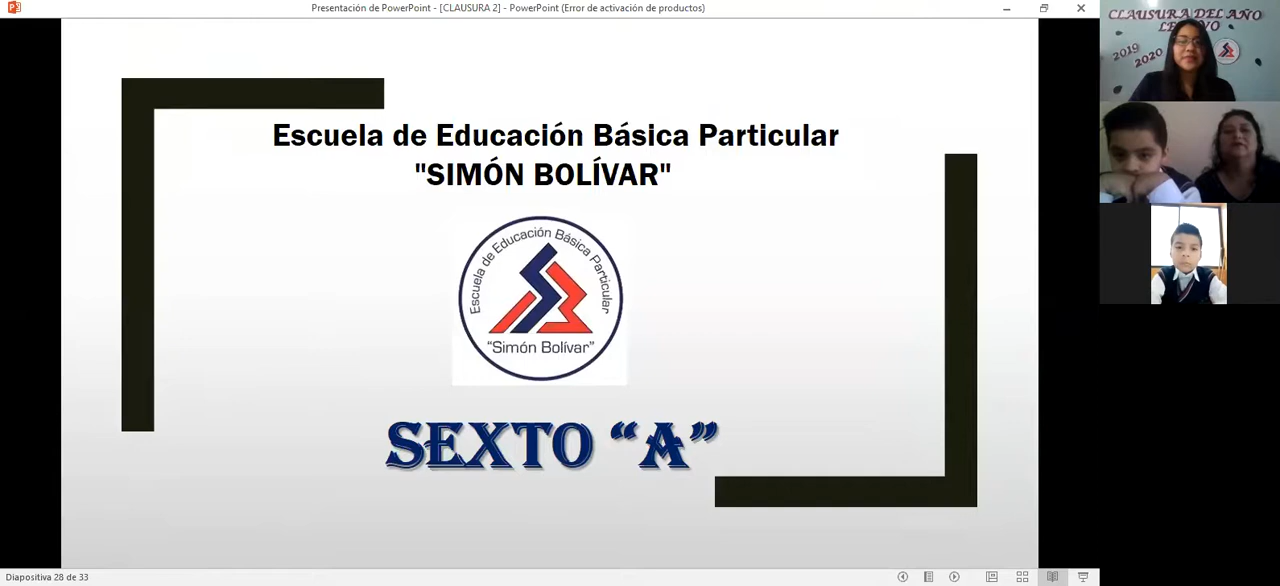 Presentación de PowerPoint - [CLAUSURA 2] - PowerPoint (Error de activación de productos)
CLAUSURA DEL AÑO
LECTIVO
2019
2020
Escuela de Educación Básica Particular
"SIMÓN BOLÍVAR"
Escuela de Educación Básica Particular
"Simón Bolívar"
SEXTO “A”
Diapositiva 28 de 33